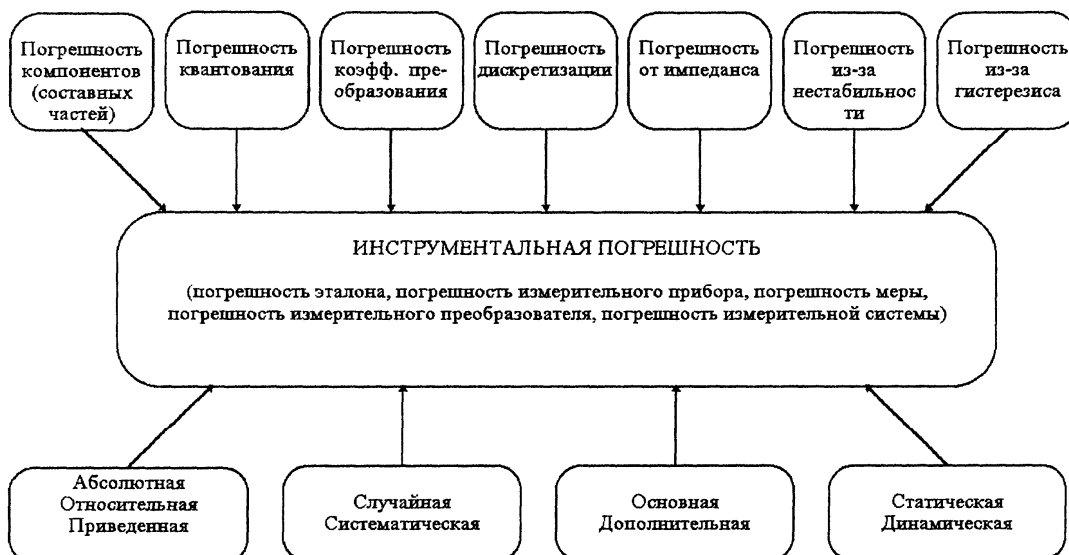 Погрешность
компонентов
(составных
частей)
Погрешность
квантования
Погрешность
коэфф. пре-
образования
Погрешность
дискретизации
Погрешность
от импеданса
Погрешность
из-за
нестабильнос
ти
Погрешность
из-за
гистерезиса
ИНСТРУМЕНТАЛЬНАЯ ПОГРЕШНОСТЬ
(погрешность эталона, погрешность измерительного прибора, погрешность меры,
погрешность измерительного преобразователя, погрешность измерительной системы)
Абсолютная
Относительная
Приведенная
Случайная
Систематическая
Основная
Дополнительная
Статическая
Динамическая